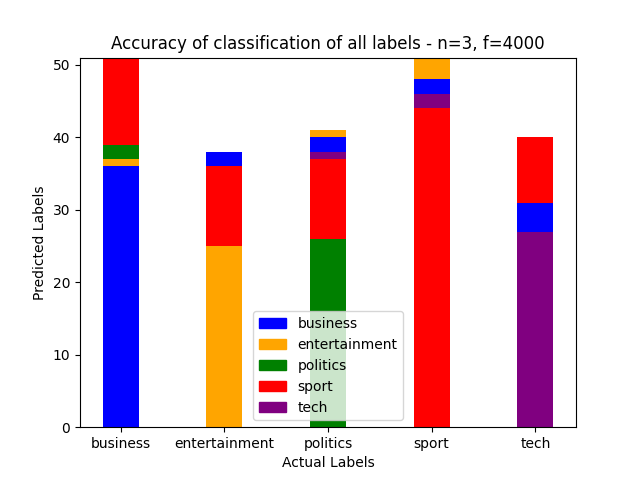 Accuracy of classification of all labels - n=3, f=4000
Predicted Labels
50
40
30
20
10
0
business
entertainment
politics
sport
tech
business entertainment politics sport tech
Actual Labels